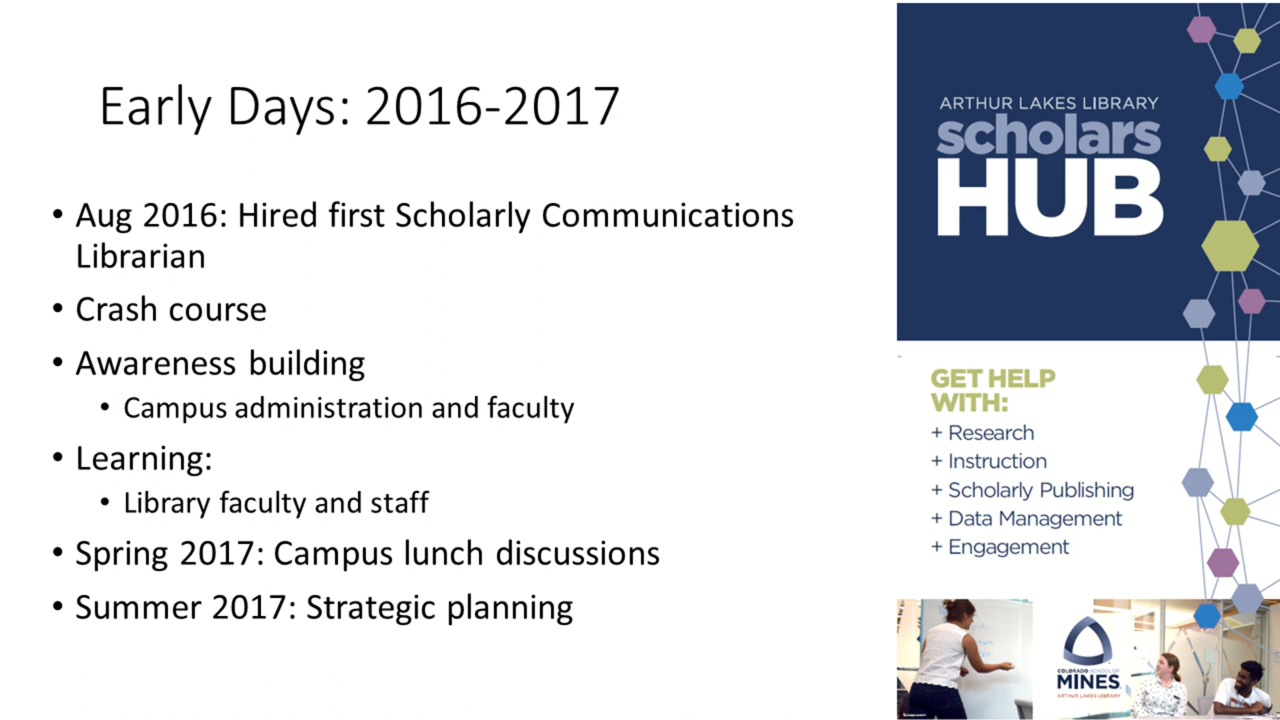 Early Days: 2016-2017
• Aug 2016: Hired first Scholarly Communications
Librarian
• Crash course
• Awareness building
• Campus administration and faculty
• Learning:
• Library faculty and staff
• Spring 2017: Campus lunch discussions
• Summer 2017: Strategic planning
ARTHUR LAKES LIBRARY
scholars
HUB
GET HELP
WITH:
+ Research
+ Instruction
+ Scholarly Publishing
+ Data Management
+ Engagement
COLORADO SCHOOL OF
MINES
ARTHUR LAKES LIBRARY